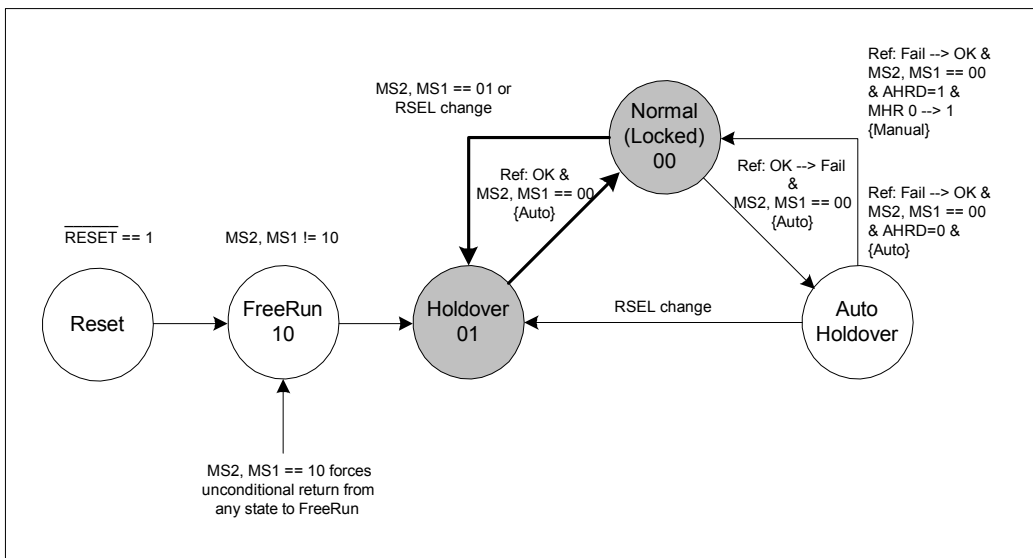 Ref: Fail --> OK &
MS2, MS1 == 00
& AHRD=1 &
MHR 0 --> 1
{Manual}
MS2, MS1 == 01 or
RSEL change
Normal
(Locked)
00
Ref: OK &
MS2, MS1 == 00
{Auto}
Ref: OK --> Fail
&
MS2, MS1 == 00
{Auto}
Ref: Fail --> OK &
MS2, MS1 == 00
& AHRD=0 &
{Auto}
RESET == 1
MS2, MS1 != 10
Reset
FreeRun
10
Holdover
01
RSEL change
Auto
Holdover
MS2, MS1 == 10 forces
unconditional return from
any state to FreeRun